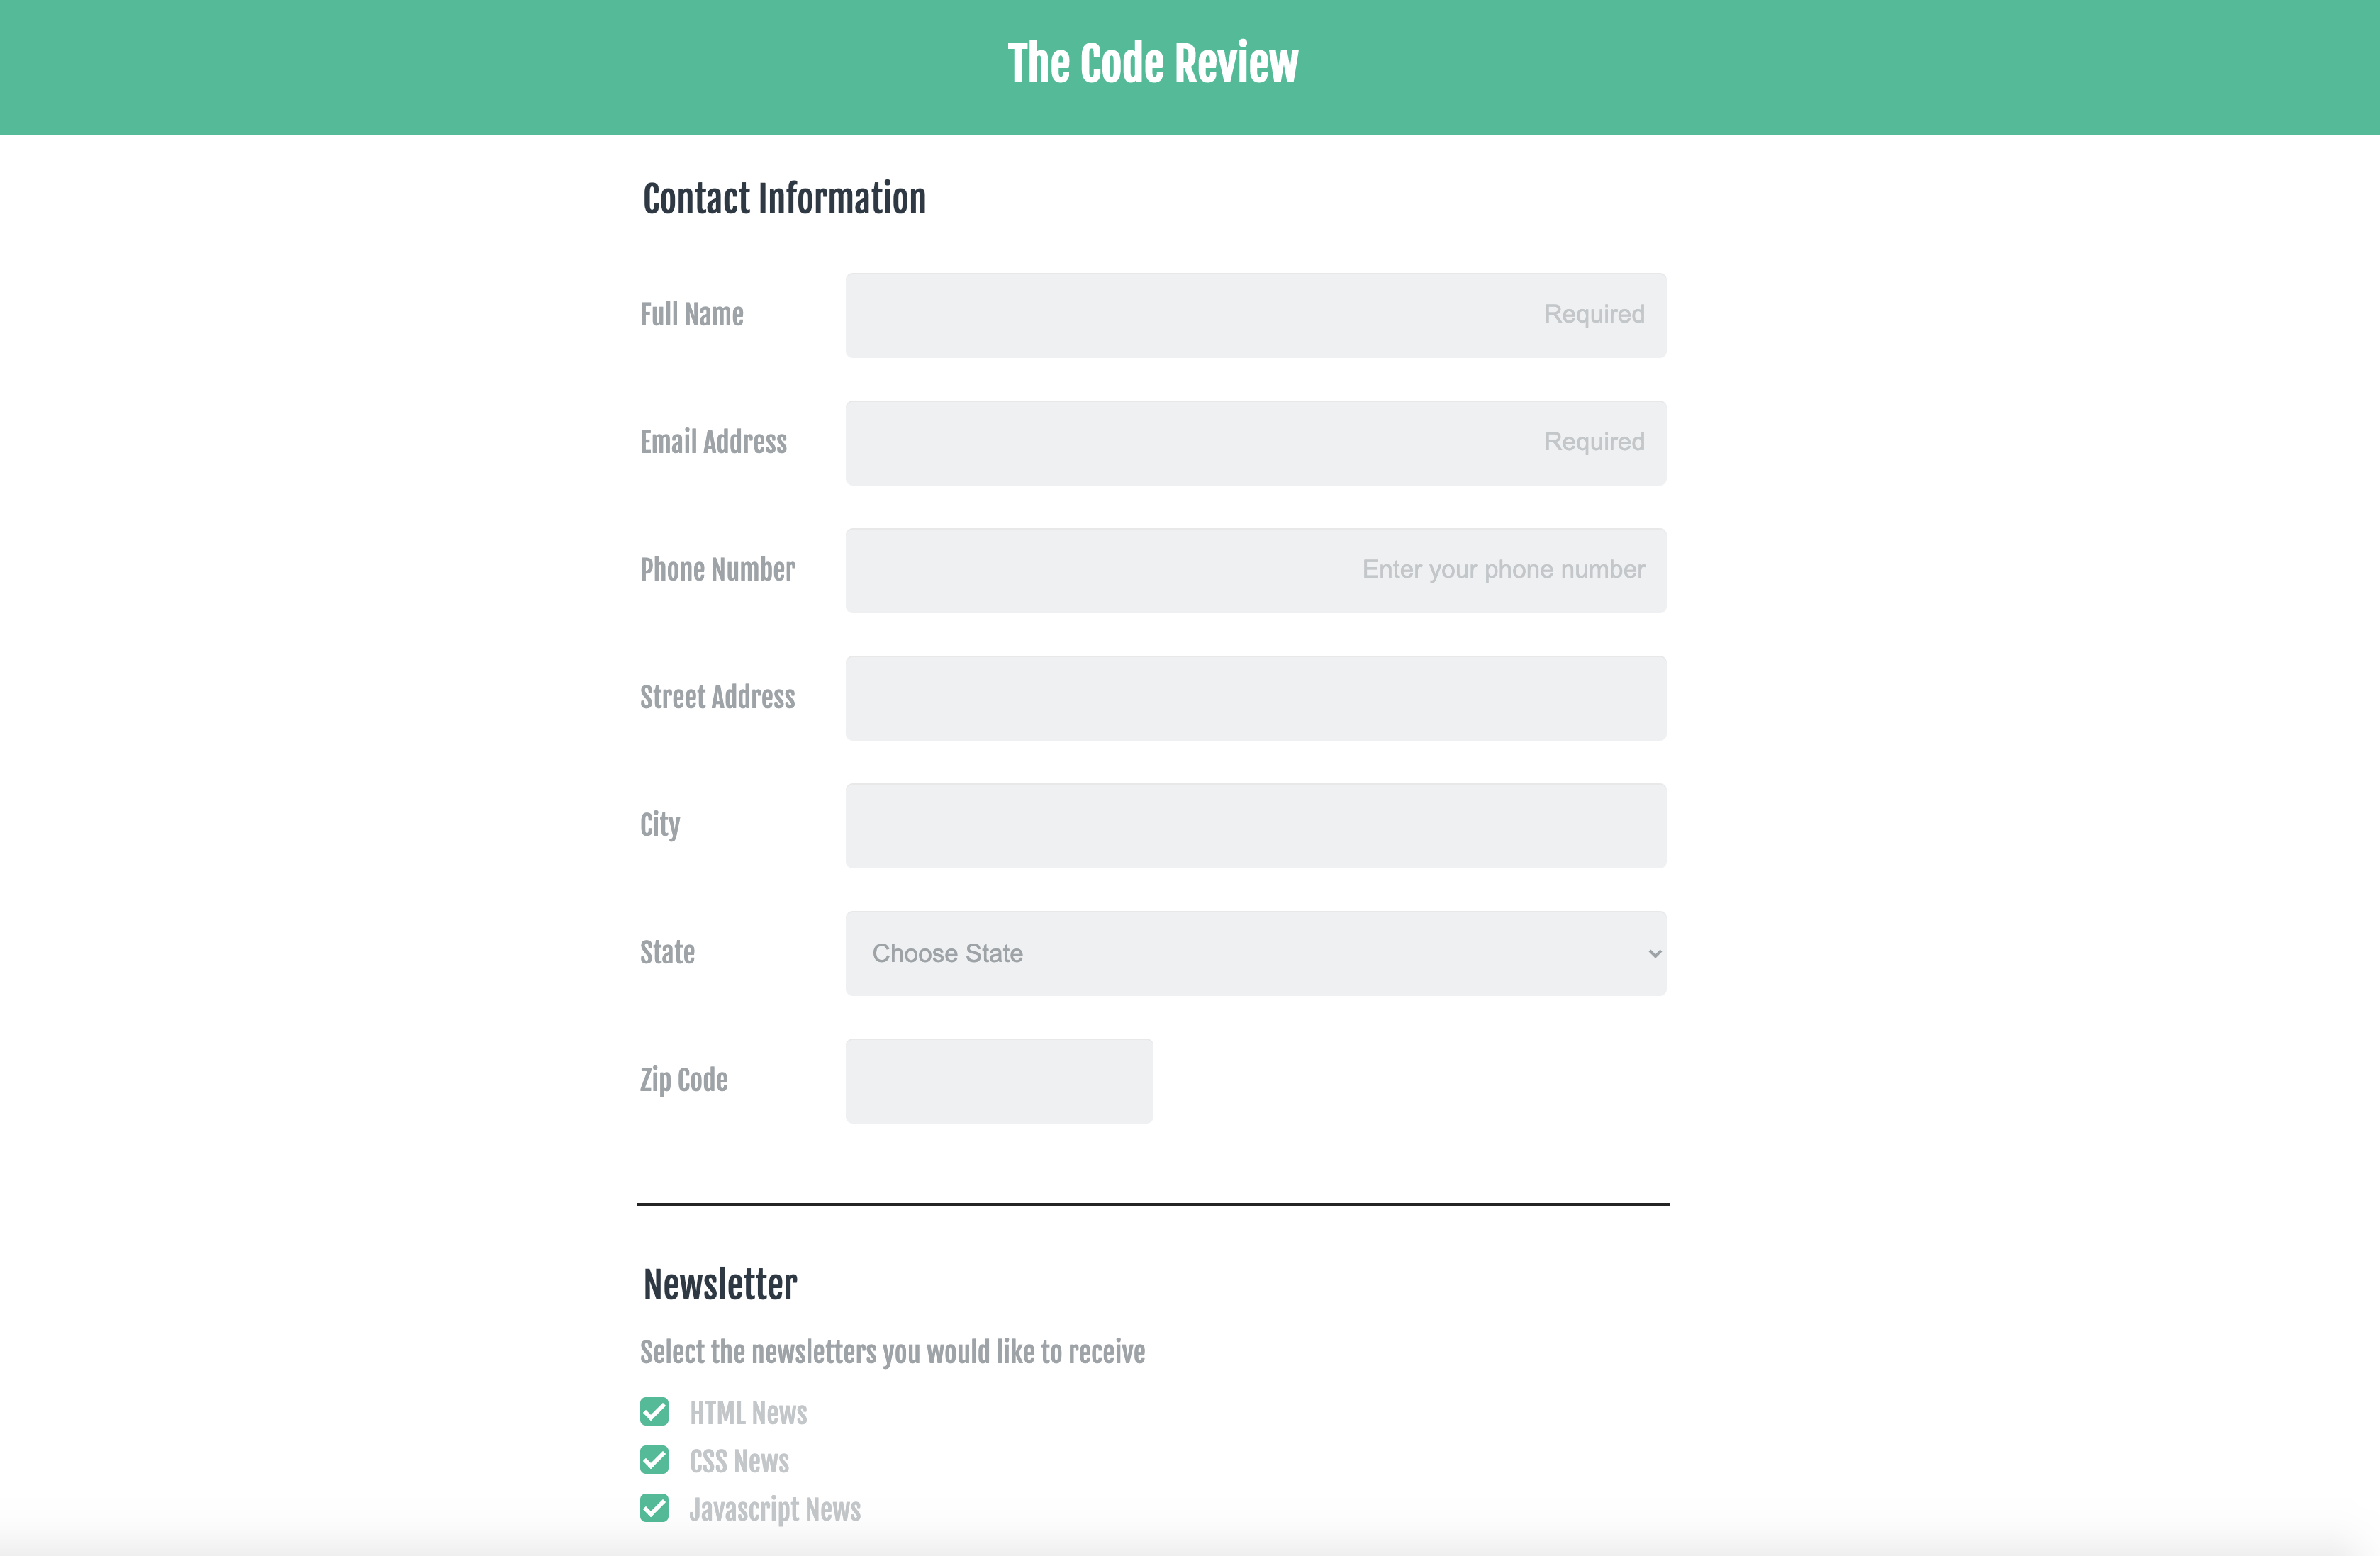 The Code Review
Contact Information
Full Name
Required
Email Address
Required
Phone Number
Enter your phone number
Street Address
City
State
Choose State
Zip Code
Newsletter
Select the newsletters you would like to receive
HTML News
CSS News
Javascript News